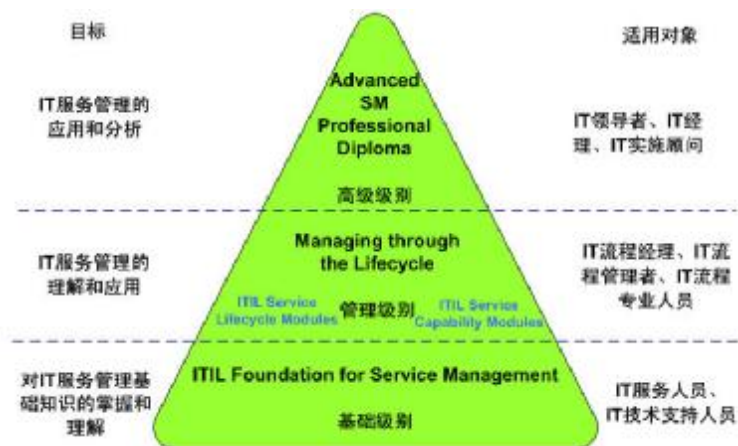 目标
适用对象
Advanced
SM
Professional
Diploma
高级级别
IT服务管理的
应用和分析
IT领导者、IT经
理、IT实施顾问
Managing through
the Lifecycle
ITIL Service
Lifecycle Modules
管理级别
ITIL Service
Capability Modules
IT服务管理的
理解和应用
IT流程经理、IT流
程管理者、IT流程
专业人员
ITIL Foundation for Service Management
基础级别
对IT服务管理基
础知识的掌握和
理解
IT服务人员、
IT技术支持人员